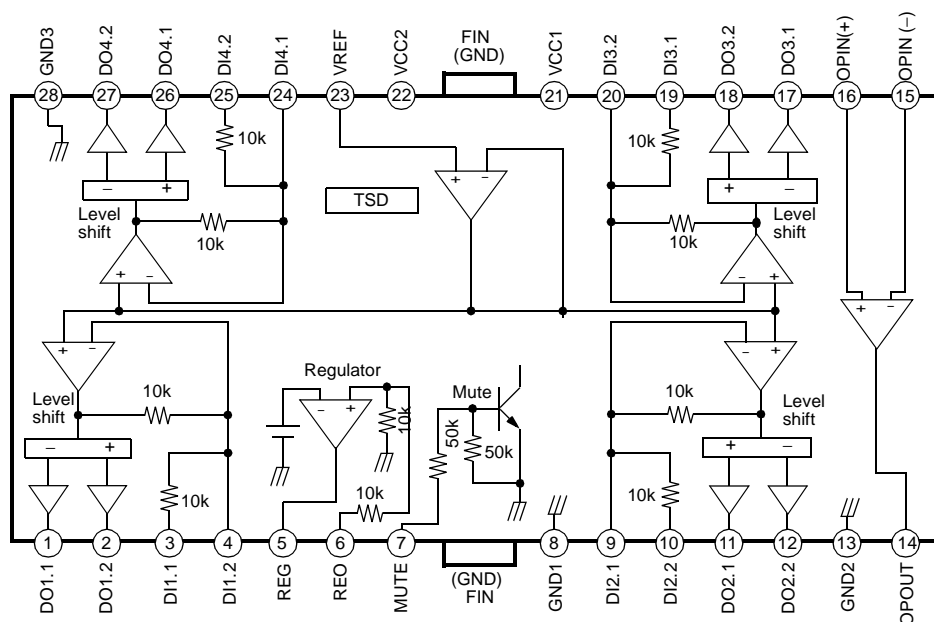 GND3
DO4.2
DO4.1
DI4.2
DI4.1
VREF
VCC2
FIN
(GND)
VCC1
DI3.2
DI3.1
DO3.2
DO3.1
OPIN(+)
OPIN (−)
28
27
26
25
24
23
22
21
20
19
18
17
16
15
10k
10k
− +
Level
shift
10k
TSD
+ −
+ −
Level
shift
10k
+ −
− +
+ −
+ −
10k
Level
shift
− +
10k
Regulator
− +
10k
10k
Mute
50k
50k
− +
10k
Level
shift
+ −
10k
1
2
3
4
5
6
7
8
9
10
11
12
13
14
DO1.1
DO1.2
DI1.1
DI1.2
REG
REO
MUTE
(GND)
FIN
GND1
DI2.1
DI2.2
DO2.1
DO2.2
GND2
OPOUT